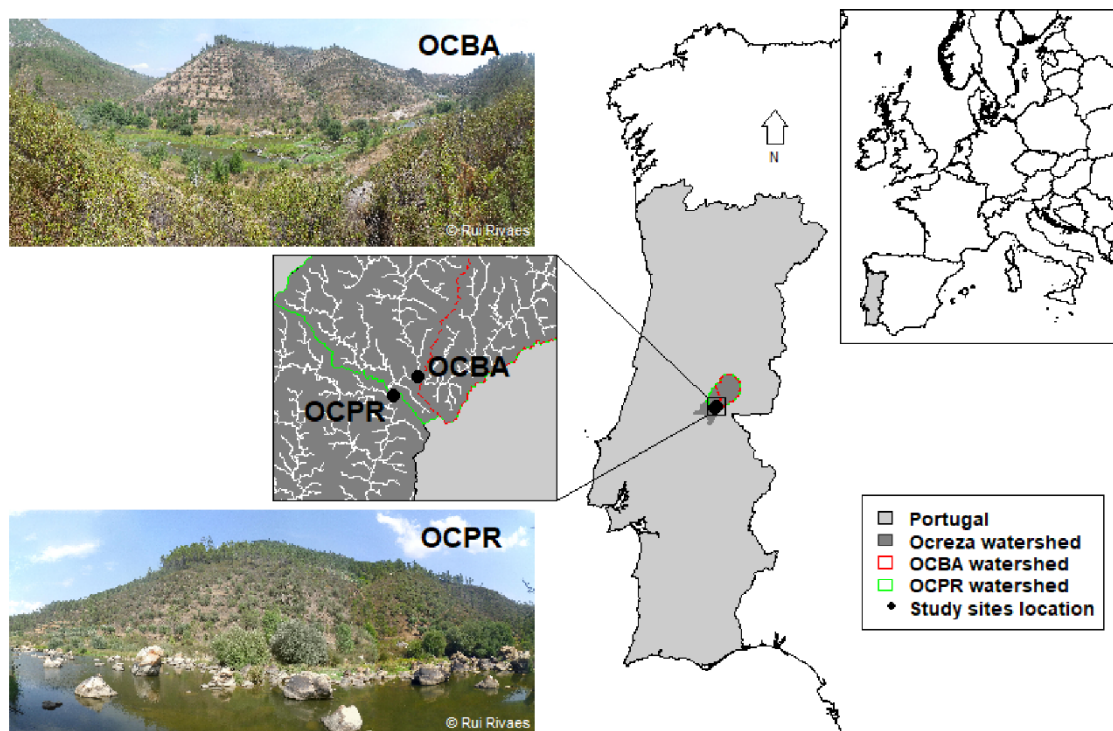 OCBA
© Rui Rivaes
N
OCBA
OCPR
OCPR
© Rui Rivaes
Portugal
Ocreza watershed
OCBA watershed
OCPR watershed
Study sites location